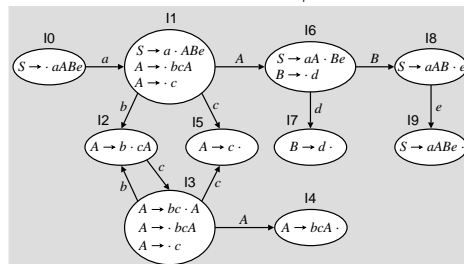 I0
S → · aABe
a
I1
S → a · ABe
A → · bcA
A → · c
A
I6
S → aA · Be
B → · d
B
I8
S → aAB · e
b
c
d
e
I2
A → b · cA
I5
A → c ·
I7
B → d ·
I9
S → aABe ·
c
b
c
I3
A → bc · A
A → · bcA
A → · c
A
I4
A → bcA ·